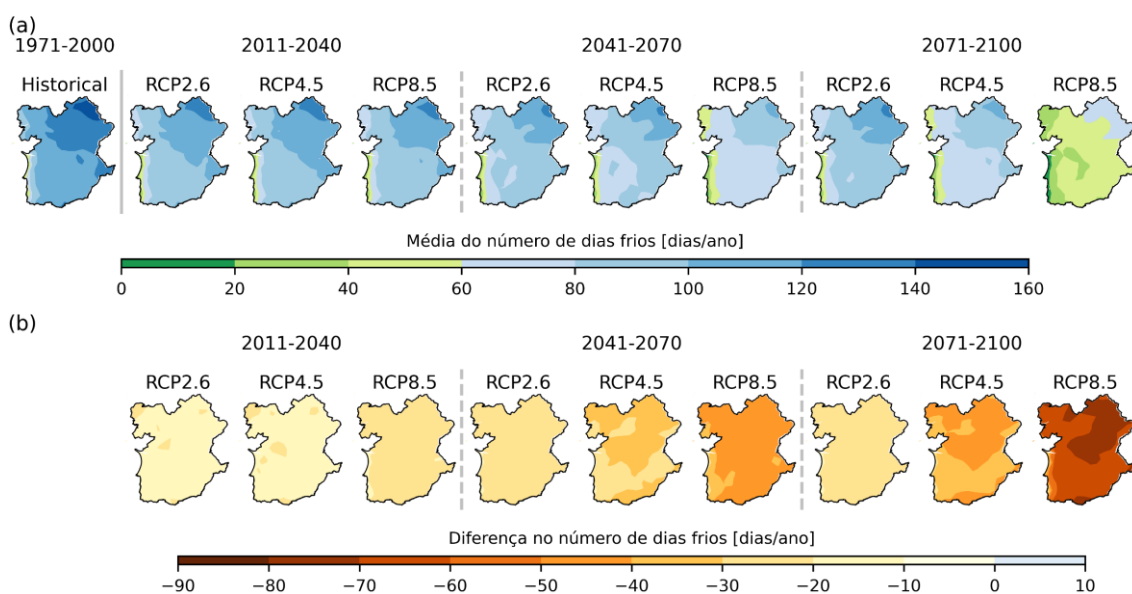 (a)
1971-2000 2011-2040 2041-2070 2071-2100
Historical RCP2.6 RCP4.5 RCP8.5 RCP2.6 RCP4.5 RCP8.5 RCP2.6 RCP4.5 RCP8.5
Média do número de dias frios [dias/ano]
0 20 40 60 80 100 120 140 160
(b)
2011-2040 2041-2070 2071-2100
RCP2.6 RCP4.5 RCP8.5 RCP2.6 RCP4.5 RCP8.5 RCP2.6 RCP4.5 RCP8.5
Diferença no número de dias frios [dias/ano]
−90 −80 −70 −60 −50 −40 −30 −20 −10 0 10